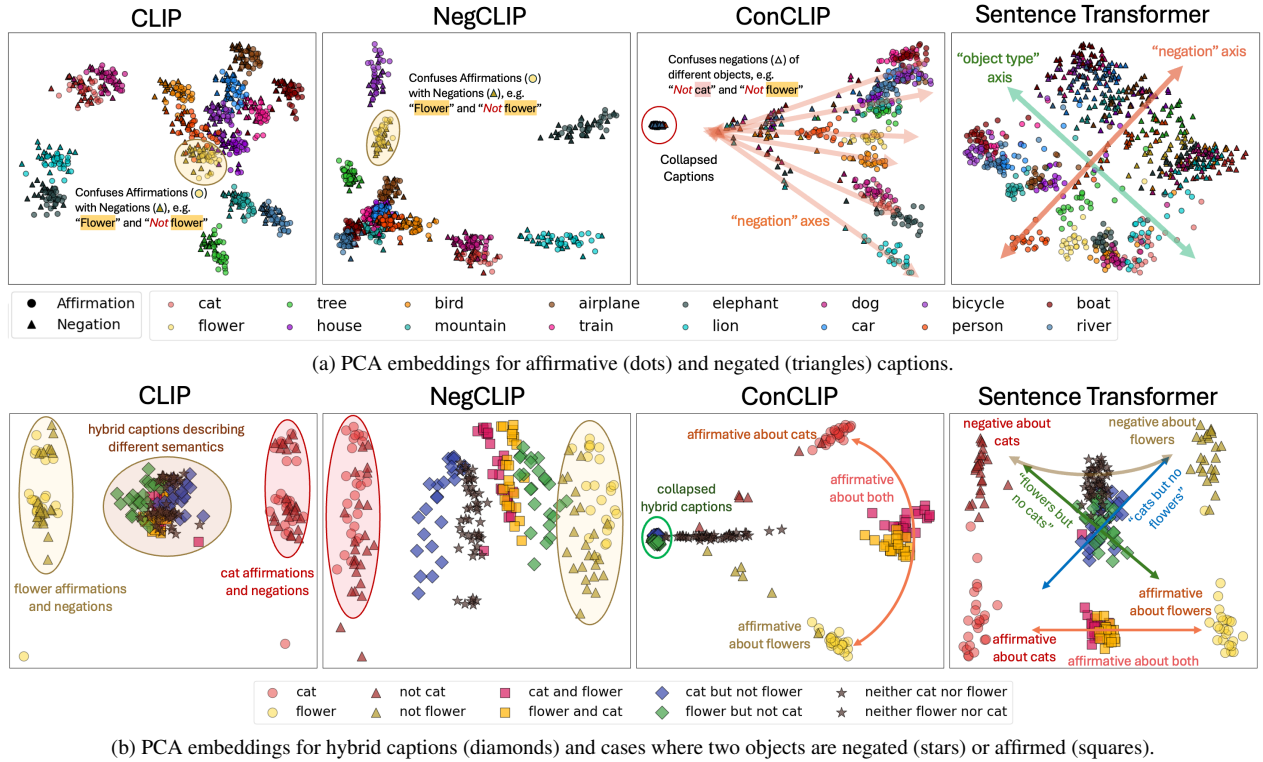 CLIP
NegCLIP
ConCLIP
Sentence Transformer
Confuses Affirmations (○)
with Negations (△), e.g.
“Flower” and “Not flower”
Confuses Affirmations (○)
with Negations (△), e.g.
“Flower” and “Not flower”
Confuses negations (△) of
different objects, e.g.
“Not cat” and “Not flower”
Collapsed
Captions
“negation” axes
“object type”
axis
“negation” axis
Affirmation
Negation
cat
tree
bird
airplane
elephant
dog
bicycle
boat
flower
house
mountain
train
lion
car
person
river
(a) PCA embeddings for affirmative (dots) and negated (triangles) captions.
CLIP
NegCLIP
ConCLIP
Sentence Transformer
hybrid captions describing
different semantics
flower affirmations
and negations
cat affirmations
and negations
affirmative about cats
affirmative
about both
collapsed
hybrid captions
affirmative
about flowers
negative about
cats
negative about
flowers
“flowers but
no cats”
“cats but no
flowers”
affirmative
about flowers
affirmative
about cats
affirmative about both
cat
not cat
cat and flower
cat but not flower
neither cat nor flower
flower
not flower
flower and cat
flower but not cat
neither flower nor cat
(b) PCA embeddings for hybrid captions (diamonds) and cases where two objects are negated (stars) or affirmed (squares).